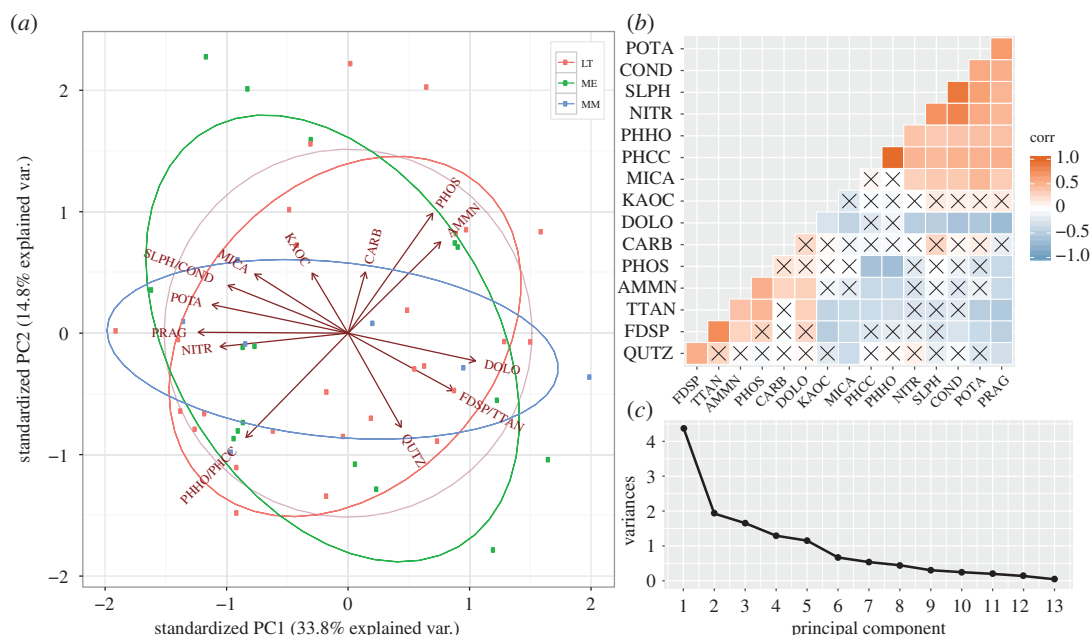 (a)
standardized PC2 (14.8% explained var.)
2
1
0
−1
−2
LT
ME
MM
PHOS
AMMN
CARB
KAOC
MICA
SLPH/COND
POTA
PRAG
NITR
DOLO
FDSP/TTAN
QUTZ
PHHO/PHCC
−2
−1
0
1
2
standardized PC1 (33.8% explained var.)
(b)
POTA
COND
SLPH
NITR
PHHO
PHCC
MICA
KAOC
DOLO
CARB
PHOS
AMMN
TTAN
FDSP
QUTZ
FDSP
TTAN
AMMN
PHOS
CARB
DOLO
KAOC
MICA
PHCC
PHHO
NITR
SLPH
COND
POTA
PRAG
corr
1.0
0.5
0
−0.5
−1.0
(c)
variances
4
3
2
1
0
1 2 3 4 5 6 7 8 9 10 11 12 13
principal component